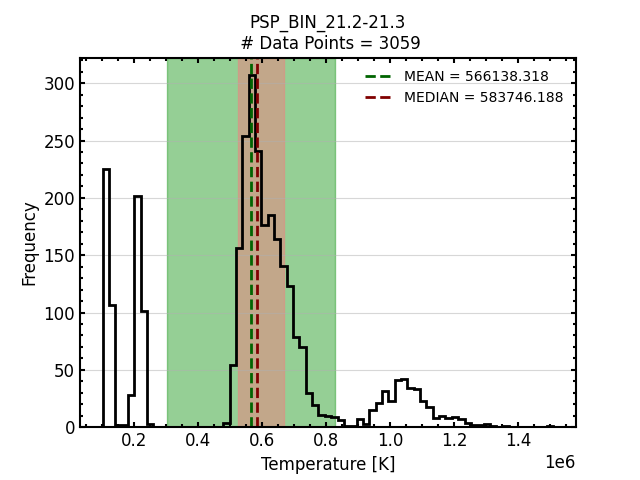 PSP_BIN_21.2-21.3
# Data Points = 3059
MEAN = 566138.318
MEDIAN = 583746.188
Frequency
300
250
200
150
100
50
0
0.2 0.4 0.6 0.8 1.0 1.2 1.4
1e6
Temperature [K]